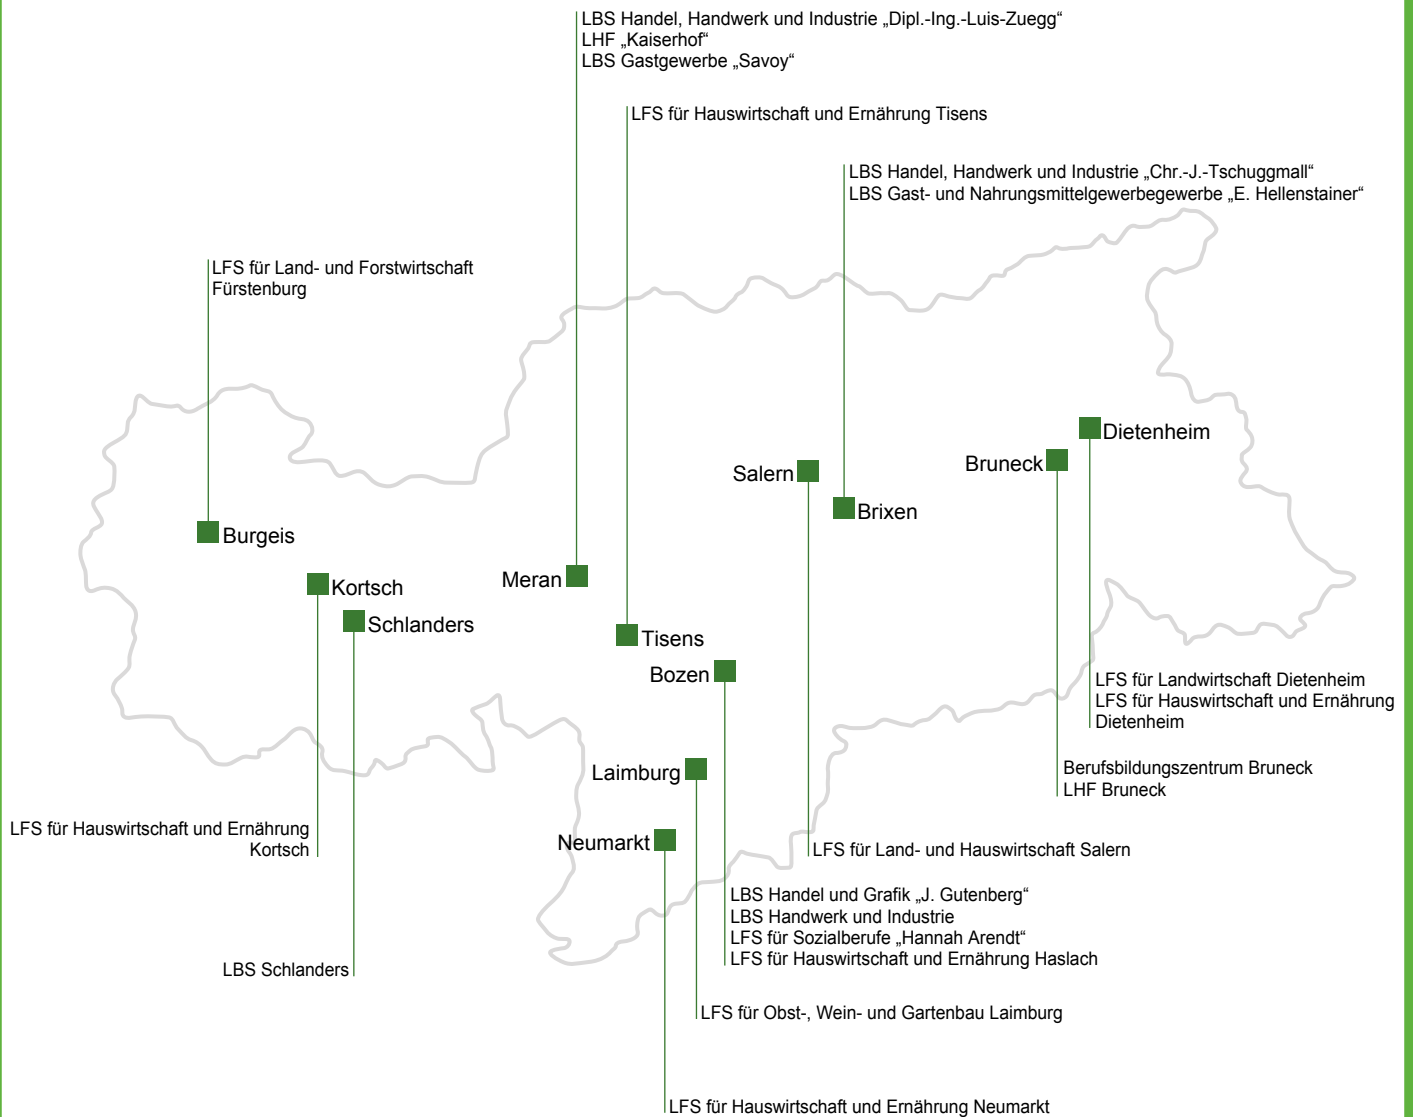 LBS Handel, Handwerk und Industrie „Dipl.-Ing.-Luis-Zuegg“
LHF „Kaiserhof“
LBS Gastgewerbe „Savoy“
LFS für Hauswirtschaft und Ernährung Tisens
LBS Handel, Handwerk und Industrie „Chr.-J.-Tschuggmall“
LBS Gast- und Nahrungsmittelgewerbegewerbe „E. Hellenstainer“
LFS für Land- und Forstwirtschaft
Fürstenburg
Dietenheim
Bruneck
Salern
Brixen
Burgeis
Meran
Kortsch
Schlanders
Tisens
Bozen
LFS für Landwirtschaft Dietenheim
LFS für Hauswirtschaft und Ernährung
Dietenheim
Laimburg
Berufsbildungszentrum Bruneck
LHF Bruneck
LFS für Hauswirtschaft und Ernährung
Kortsch
Neumarkt
LFS für Land- und Hauswirtschaft Salern
LBS Handel und Grafik „J. Gutenberg“
LBS Handwerk und Industrie
LFS für Sozialberufe „Hannah Arendt“
LFS für Hauswirtschaft und Ernährung Haslach
LBS Schlanders
LFS für Obst-, Wein- und Gartenbau Laimburg
LFS für Hauswirtschaft und Ernährung Neumarkt